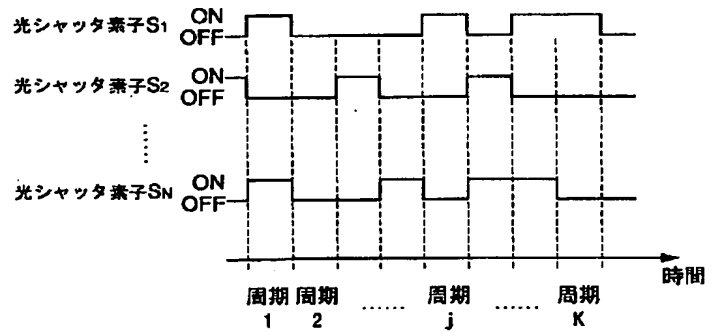 光シャッタ素子S1 ON
OFF
光シャッタ素子S2 ON
OFF
⋮
光シャッタ素子SN ON
OFF
時間
周期 周期 …… 周期 …… 周期
1 2 j K